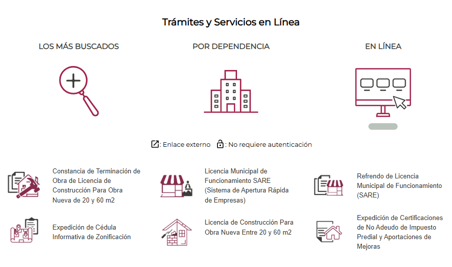 Trámites y Servicios en Línea
LOS MÁS BUSCADOS
POR DEPENDENCIA
EN LÍNEA
: Enlace externo : No requiere autenticación
Constancia de Terminación de
Obra de Licencia de
Construcción Para Obra
Nueva de 20 y 60 m2
Licencia Municipal de
Funcionamiento SARE
(Sistema de Apertura Rápida
de Empresas)
Refrendo de Licencia
Municipal de Funcionamiento
(SARE)
Expedición de Cédula
Informativa de Zonificación
Licencia de Construcción Para
Obra Nueva Entre 20 y 60 m2
Expedición de Certificaciones
de No Adeudo de Impuesto
Predial y Aportaciones de
Mejoras